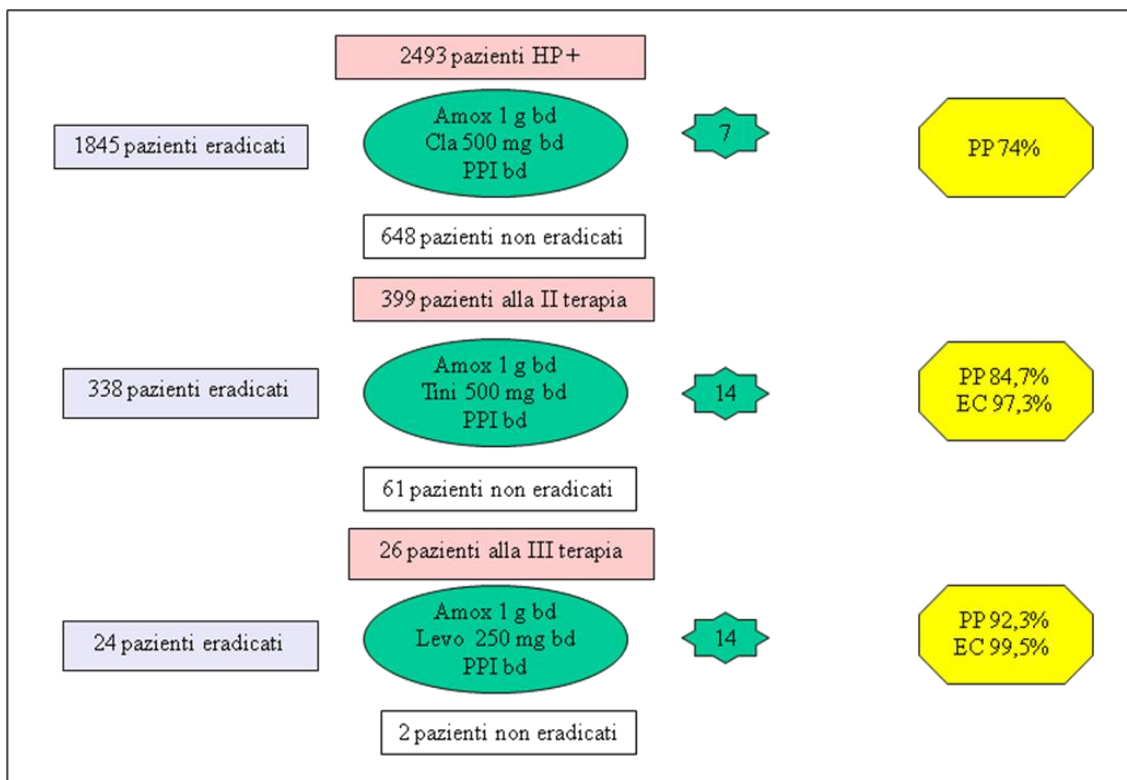 2493 pazienti HP+
1845 pazienti eradicati
Amox 1 g bd
Cla 500 mg bd
PPI bd
7
PP 74%
648 pazienti non eradicati
399 pazienti alla II terapia
338 pazienti eradicati
Amox 1 g bd
Tini 500 mg bd
PPI bd
14
PP 84,7%
EC 97,3%
61 pazienti non eradicati
26 pazienti alla III terapia
24 pazienti eradicati
Amox 1 g bd
Levo 250 mg bd
PPI bd
14
PP 92,3%
EC 99,5%
2 pazienti non eradicati